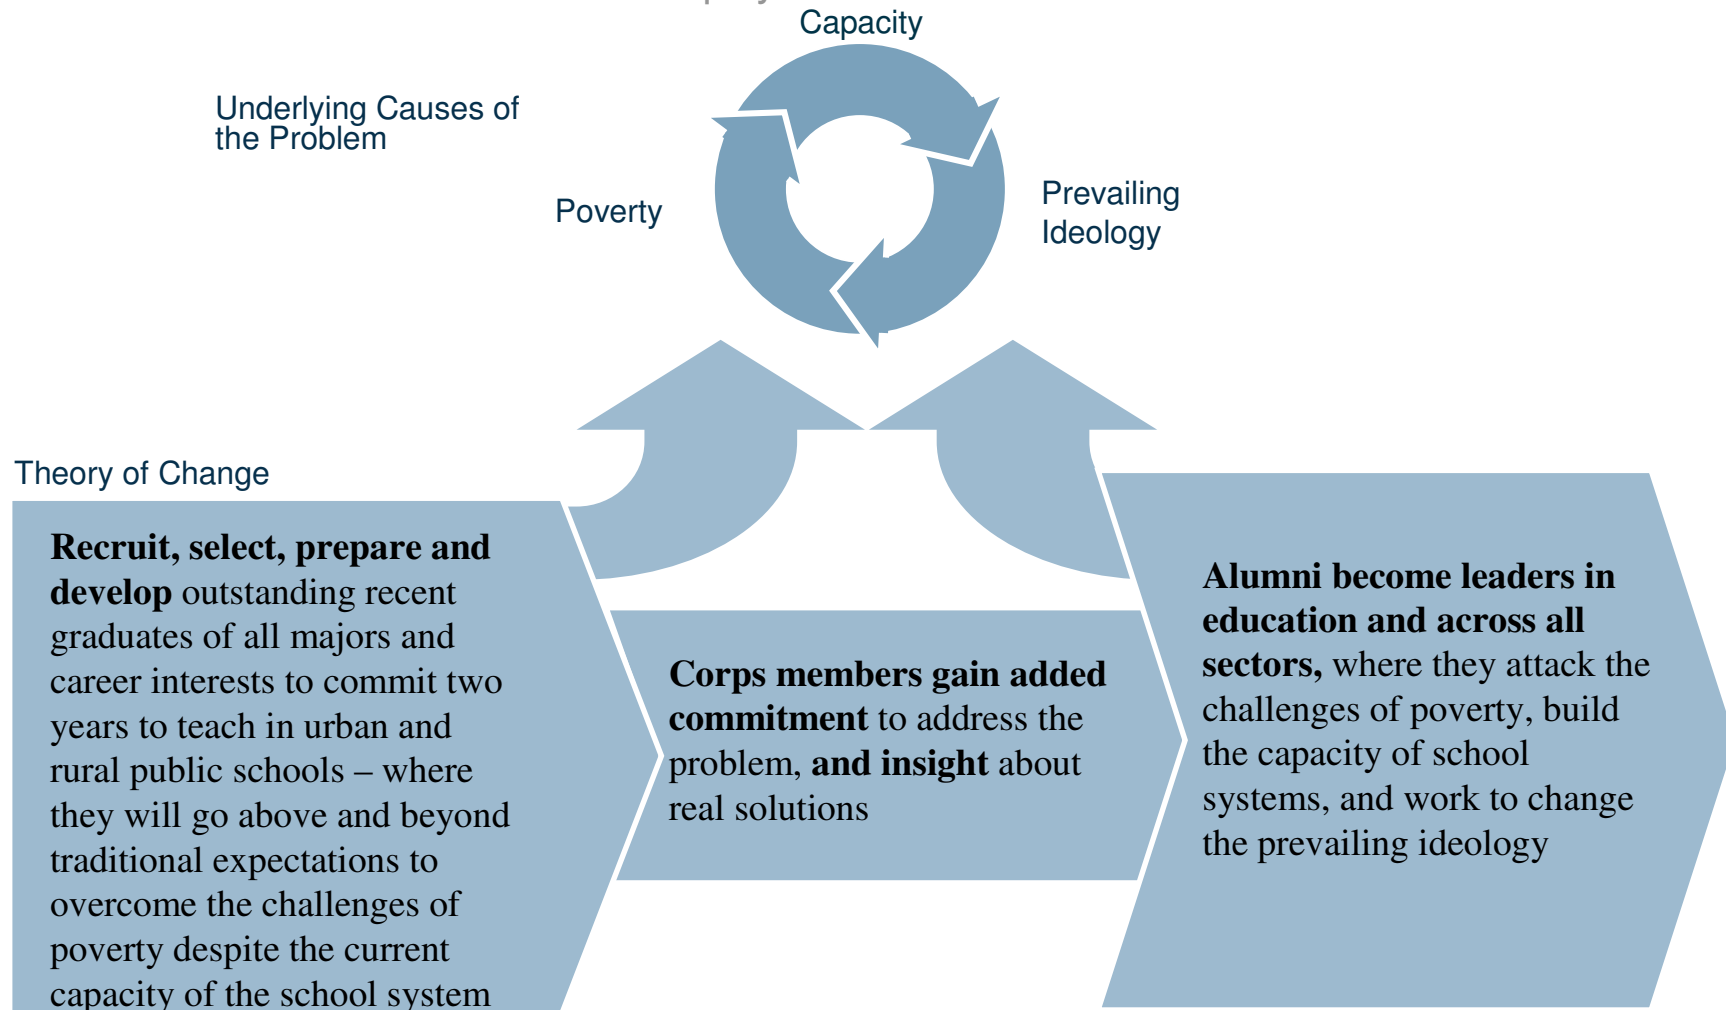 Capacity
Underlying Causes of
the Problem
Poverty
Prevailing
Ideology
Theory of Change
Recruit, select, prepare and
develop outstanding recent
graduates of all majors and
career interests to commit two
years to teach in urban and
rural public schools – where
they will go above and beyond
traditional expectations to
overcome the challenges of
poverty despite the current
capacity of the school system
Corps members gain added
commitment to address the
problem, and insight about
real solutions
Alumni become leaders in
education and across all
sectors, where they attack the
challenges of poverty, build
the capacity of school
systems, and work to change
the prevailing ideology